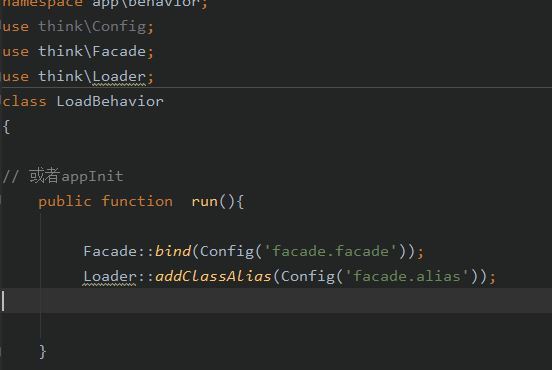 namespace app\behavior;
use think\Config;
use think\Facade;
use think\Loader;
class LoadBehavior
{
// 或者appInit
public function  run(){
Facade::bind(Config('facade.facade'));
Loader::addClassAlias(Config('facade.alias'));
}